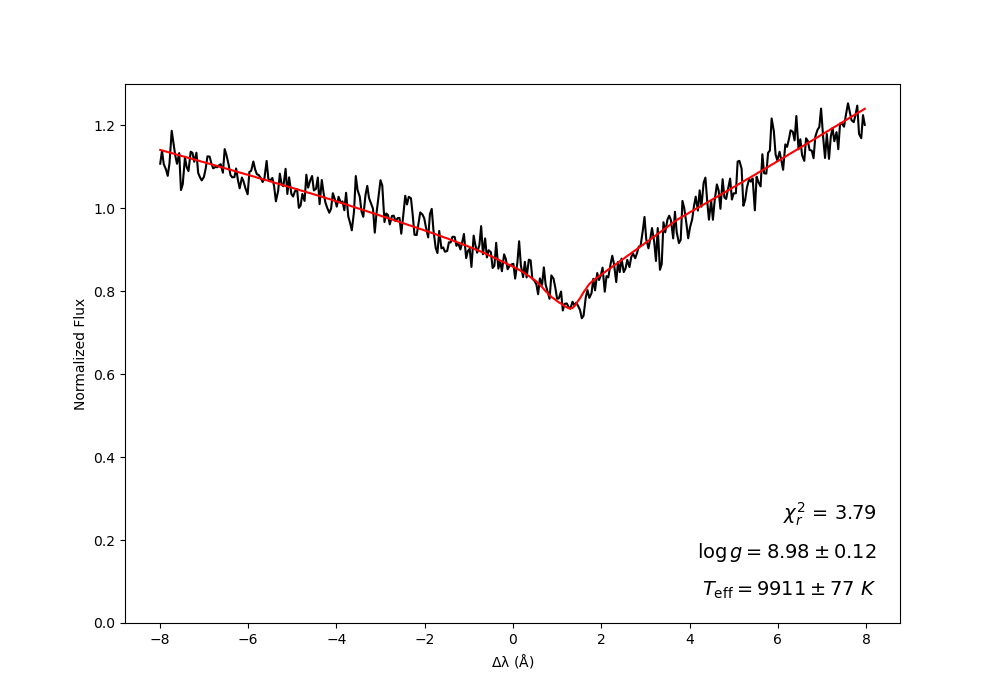 1.2
1.0
0.8
0.6
0.4
0.2
0.0
Normalized Flux
χ²ᵣ = 3.79
log g = 8.98 ± 0.12
T_eff = 9911 ± 77 K
−8 −6 −4 −2 0 2 4 6 8
Δλ (Å)